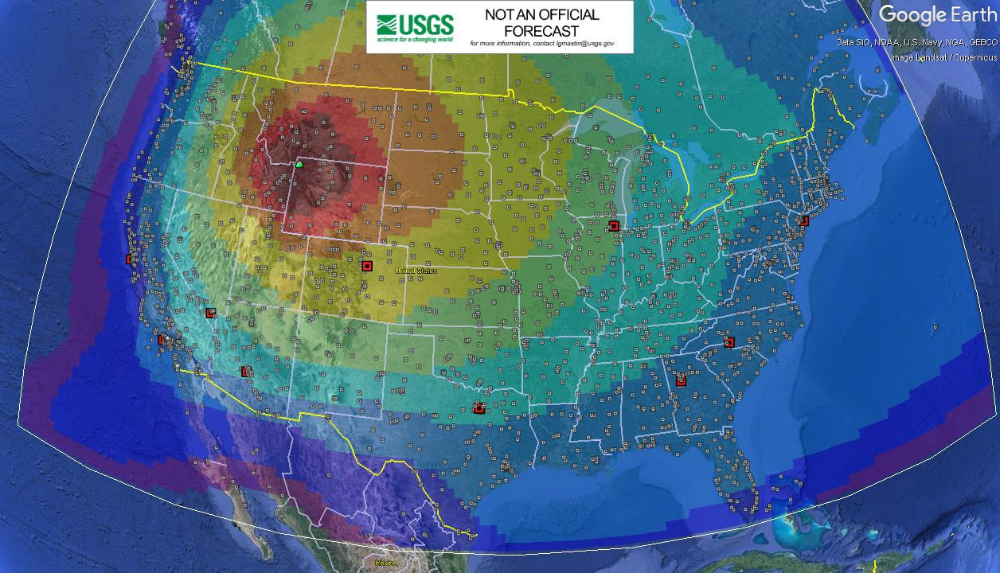 USGS
science for a changing world
NOT AN OFFICIAL
FORECAST
for more information, contact lgmastin@usgs.gov
Google Earth
Data SIO, NOAA, U.S. Navy, NGA, GEBCO
Image Landsat / Copernicus
United States
Mexico